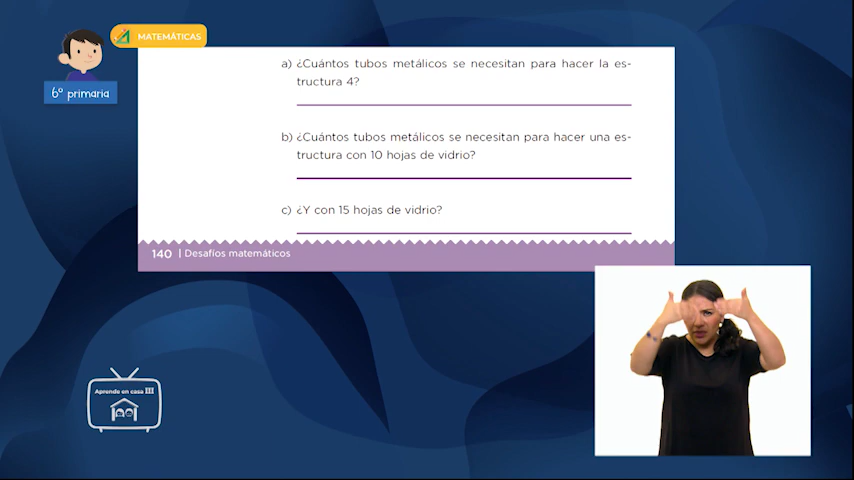 MATEMÁTICAS
6º primaria
a) ¿Cuántos tubos metálicos se necesitan para hacer la es-
tructura 4?
b) ¿Cuántos tubos metálicos se necesitan para hacer una es-
tructura con 10 hojas de vidrio?
c) ¿Y con 15 hojas de vidrio?
140 | Desafíos matemáticos
Aprende en casa III